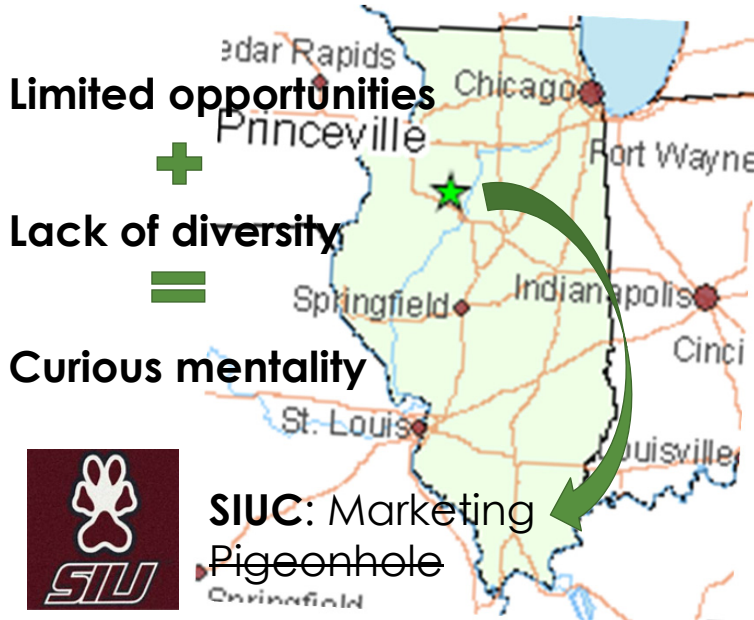 edar Rapids
Limited opportunities
Chicago
Princeville
+
Fort Wayne
Lack of diversity
=
Springfield
Indianapolis
Cinci
Curious mentality
St. Louis
ouisville
SIUC: Marketing
Pigeonhole
SIU
Springfield